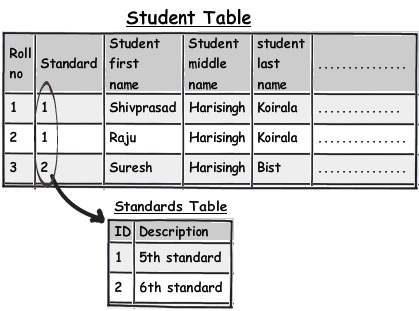 Student Table
Roll no Standard Student first name Student middle name student last name ..............
1 1 Shivprasad Harisingh Koirala ..............
2 1 Raju Harisingh Koirala ..............
3 2 Suresh Harisingh Bist ..............
Standards Table
ID Description
1 5th standard
2 6th standard